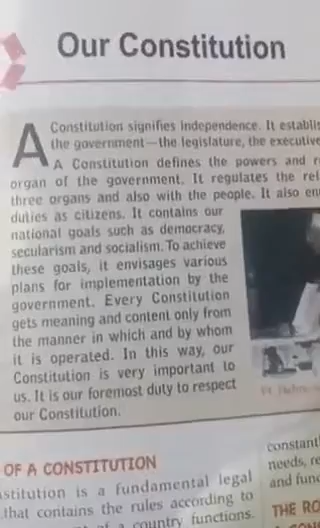 Our Constitution
A Constitution signifies independence. It establis
the government—the legislature, the executive
A Constitution defines the powers and r
organ of the government. It regulates the rel
three organs and also with the people. It also en
duties as citizens. It contains our
national goals such as democracy,
secularism and socialism. To achieve
these goals, it envisages various
plans for implementation by the
government. Every Constitution
gets meaning and content only from
the manner in which and by whom
it is operated. In this way, our
Constitution is very important to
us. It is our foremost duty to respect
our Constitution.
OF A CONSTITUTION
nstitution is a fundamental legal
that contains the rules according to
a country functions.
constant
needs, re
and func
THE RO